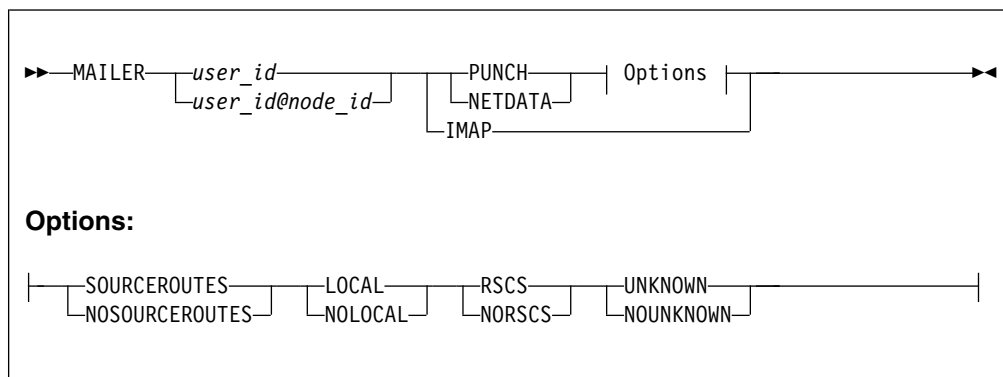 MAILER user_id PUNCH Options
user_id@node_id NETDATA
IMAP
Options:
SOURCEROUTES LOCAL RSCS UNKNOWN
NOSOURCEROUTES NOLOCAL NORSCS NOUNKNOWN